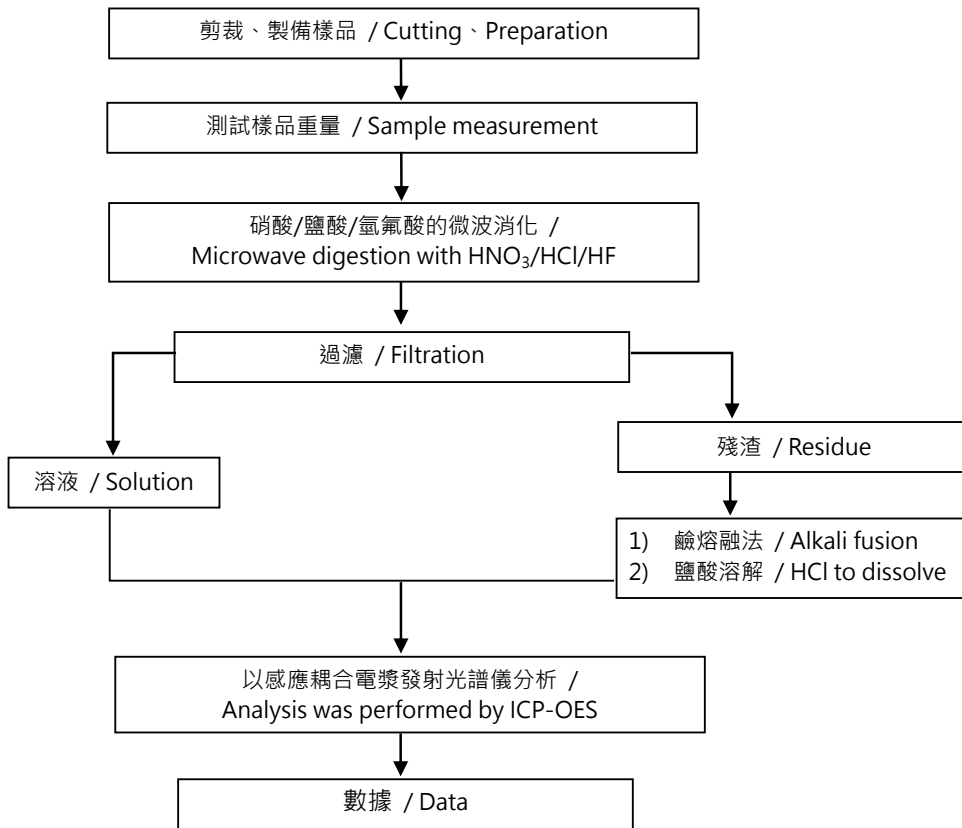 剪裁、製備樣品 / Cutting、Preparation
測試樣品重量 / Sample measurement
硝酸/鹽酸/氫氟酸的微波消化 /
Microwave digestion with HNO₃/HCl/HF
過濾 / Filtration
溶液 / Solution
殘渣 / Residue
1) 鹼熔融法 / Alkali fusion
2) 鹽酸溶解 / HCl to dissolve
以感應耦合電漿發射光譜儀分析 /
Analysis was performed by ICP-OES
數據 / Data